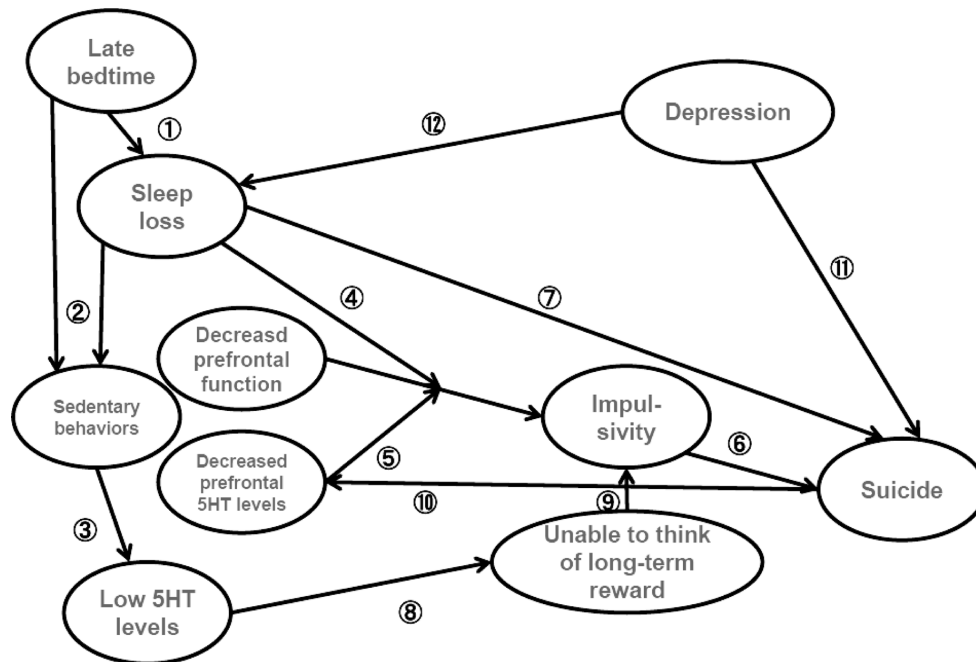 Late
bedtime
①
Depression
⑫
Sleep
loss
⑪
②
④
⑦
Decreasd
prefrontal
function
Sedentary
behaviors
Impul-
sivity
⑥
⑤
Decreased
prefrontal
5HT levels
⑩
⑨
Suicide
③
Unable to think
of long-term
reward
Low 5HT
levels
⑧